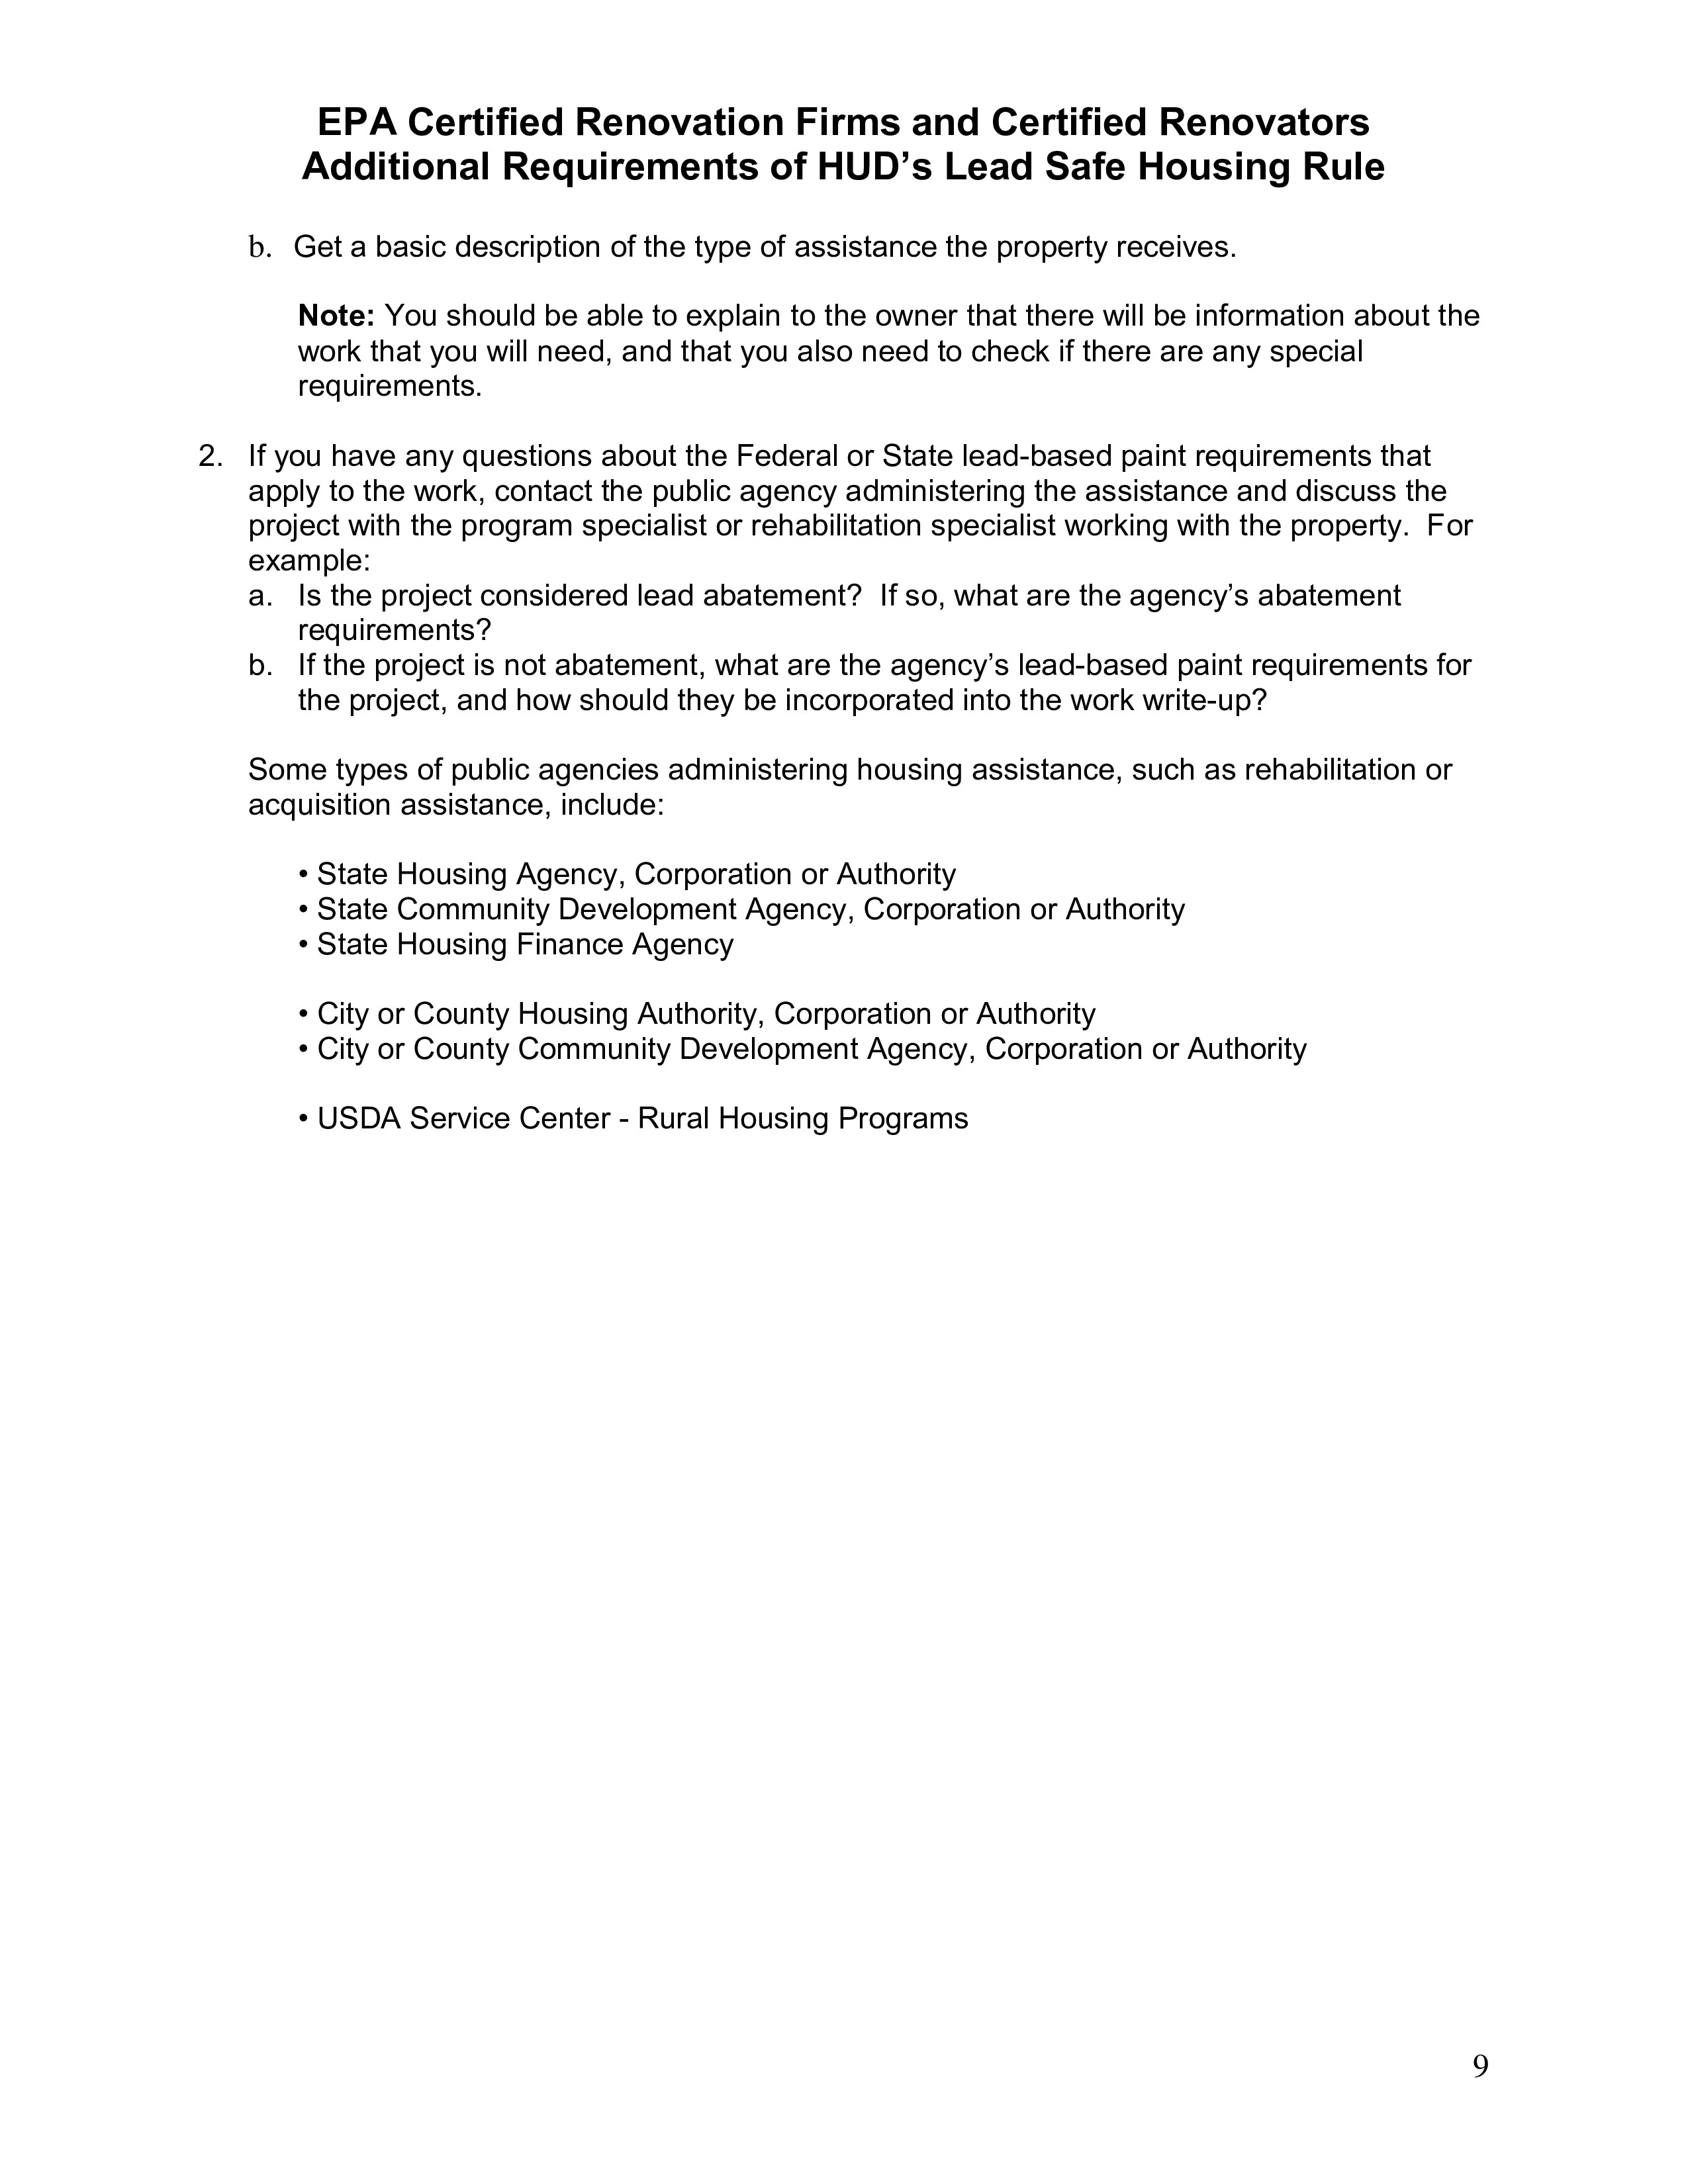 EPA Certified Renovation Firms and Certified Renovators
Additional Requirements of HUD’s Lead Safe Housing Rule
b. Get a basic description of the type of assistance the property receives.
Note: You should be able to explain to the owner that there will be information about the
work that you will need, and that you also need to check if there are any special
requirements.
2. If you have any questions about the Federal or State lead-based paint requirements that
apply to the work, contact the public agency administering the assistance and discuss the
project with the program specialist or rehabilitation specialist working with the property. For
example:
a. Is the project considered lead abatement? If so, what are the agency’s abatement
requirements?
b. If the project is not abatement, what are the agency’s lead-based paint requirements for
the project, and how should they be incorporated into the work write-up?
Some types of public agencies administering housing assistance, such as rehabilitation or
acquisition assistance, include:
• State Housing Agency, Corporation or Authority
• State Community Development Agency, Corporation or Authority
• State Housing Finance Agency
• City or County Housing Authority, Corporation or Authority
• City or County Community Development Agency, Corporation or Authority
• USDA Service Center - Rural Housing Programs
9